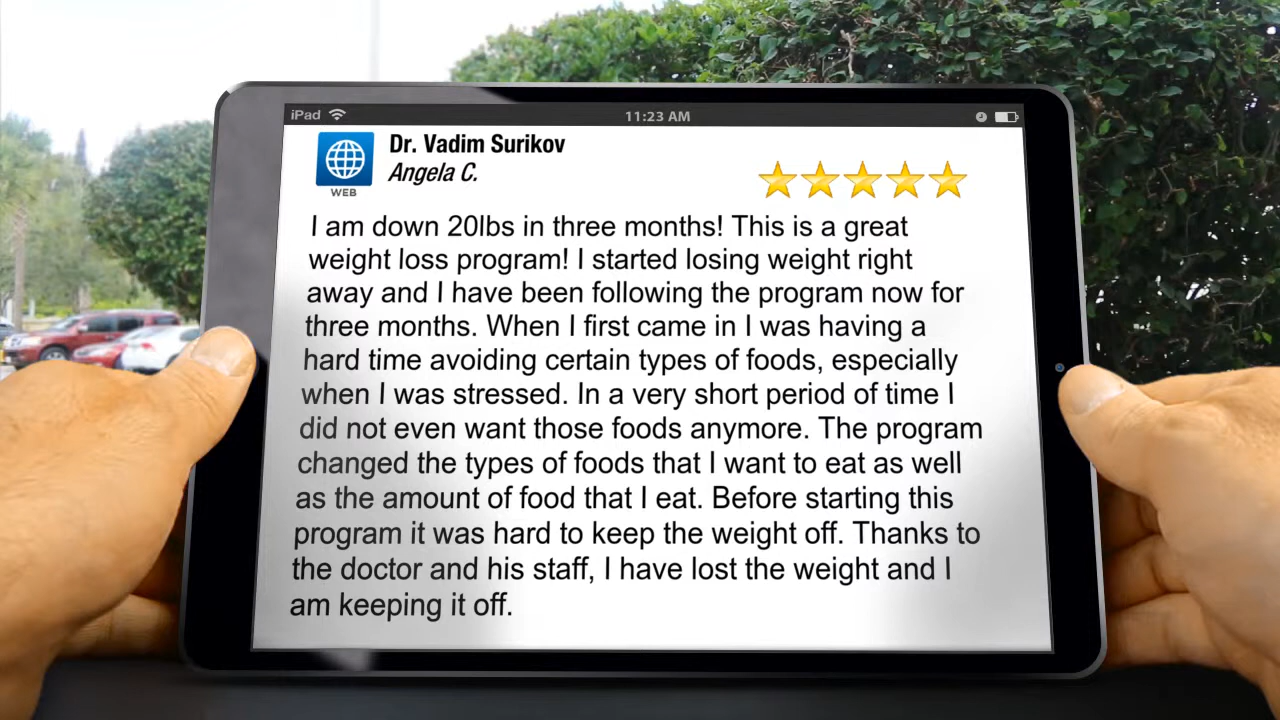 iPad 11:23 AM
Dr. Vadim Surikov
Angela C.
WEB
I am down 20lbs in three months! This is a great
weight loss program! I started losing weight right
away and I have been following the program now for
three months. When I first came in I was having a
hard time avoiding certain types of foods, especially
when I was stressed. In a very short period of time I
did not even want those foods anymore. The program
changed the types of foods that I want to eat as well
as the amount of food that I eat. Before starting this
program it was hard to keep the weight off. Thanks to
the doctor and his staff, I have lost the weight and I
am keeping it off.